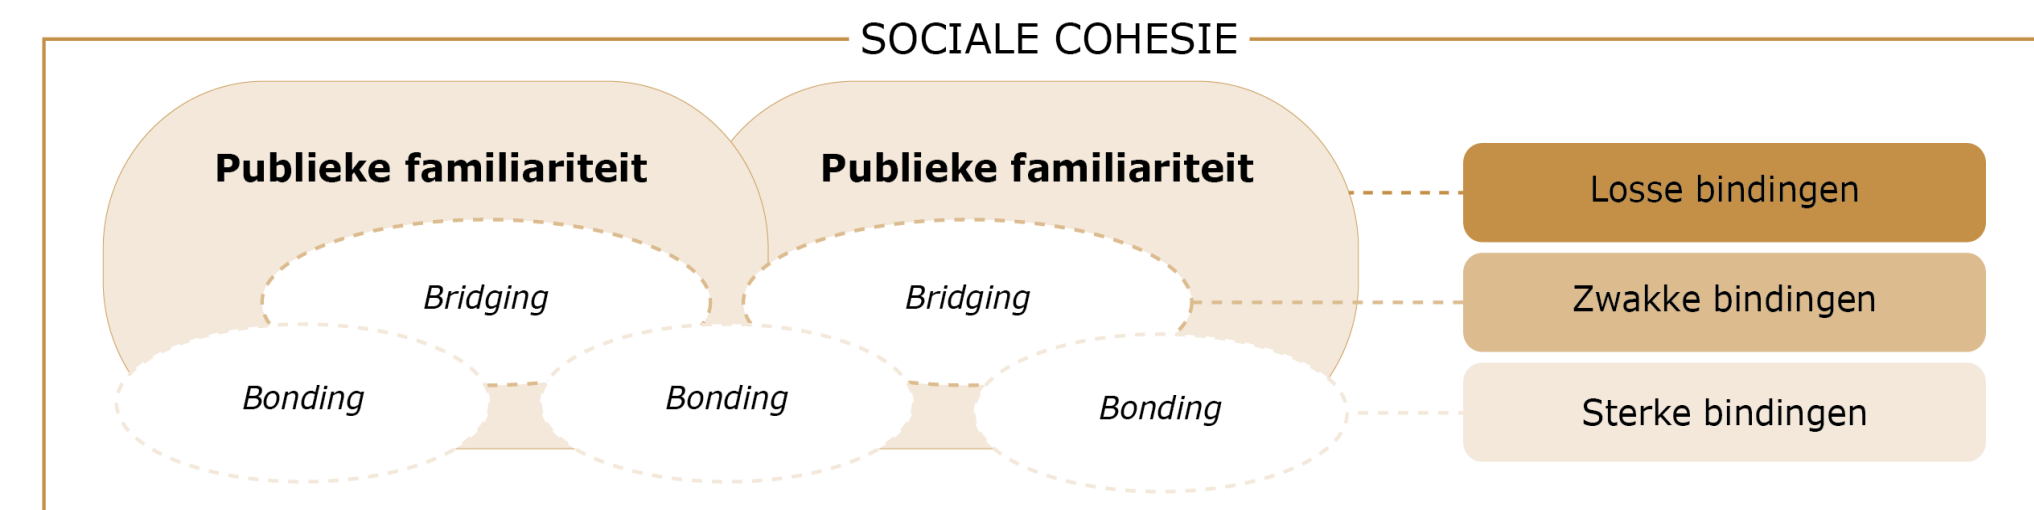 SOCIALE COHESIE
Publieke familiariteit
Publieke familiariteit
Losse bindingen
Bridging
Bridging
Zwakke bindingen
Bonding
Bonding
Bonding
Sterke bindingen